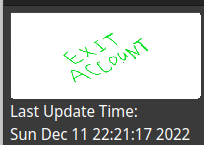 EXIT
ACCOUNT
Last Update Time:
Sun Dec 11 22:21:17 2022